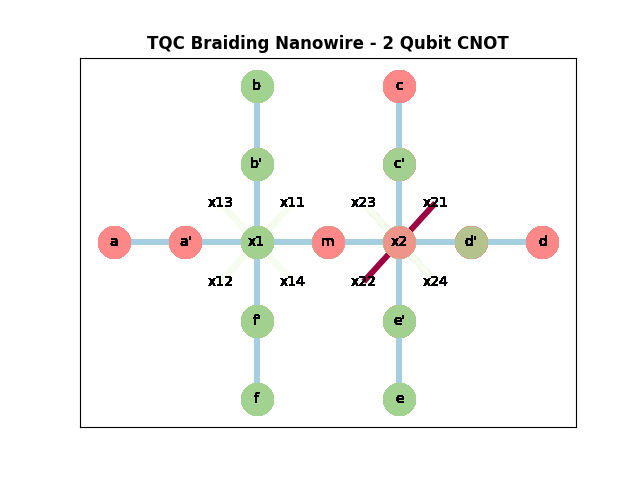 TQC Braiding Nanowire - 2 Qubit CNOT
b c
b' c'
x13 x11 x23 x21
a a' x1 m x2 d' d
x12 x14 x22 x24
f' e'
f e